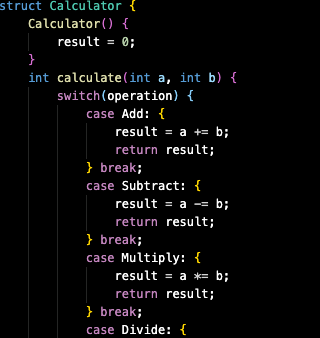 struct Calculator {
    Calculator() {
        result = 0;
    }
    int calculate(int a, int b) {
        switch(operation) {
            case Add: {
                result = a += b;
                return result;
            } break;
            case Subtract: {
                result = a -= b;
                return result;
            } break;
            case Multiply: {
                result = a *= b;
                return result;
            } break;
            case Divide: {